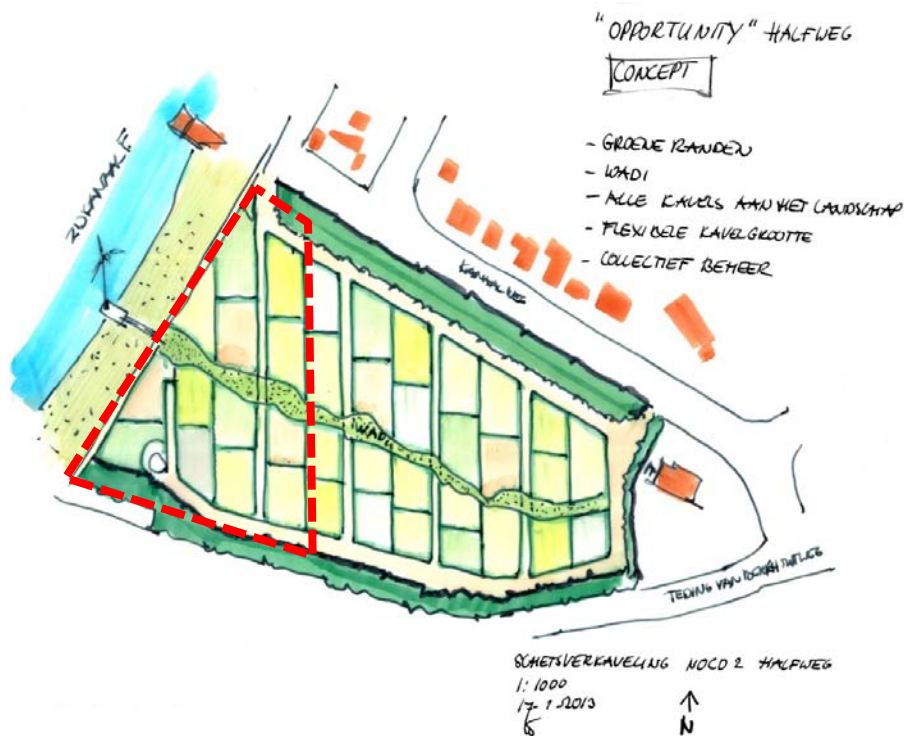 "OPPORTUNITY" HALFWEG
CONCEPT
- GROENE RANDEN
- WADI
- ALLE KAVELS AAN HET LANDSCHAP
- FLEXIBELE KAVELGROOTTE
- COLLECTIEF BEHEER
ZIJKANAAL F
KANAALWEG
WADI
TEDING VAN BERKHOUTWEG
SCHETSVERKAVELING NOCD 2 HALFWEG
1:1000
17-1-2013
N